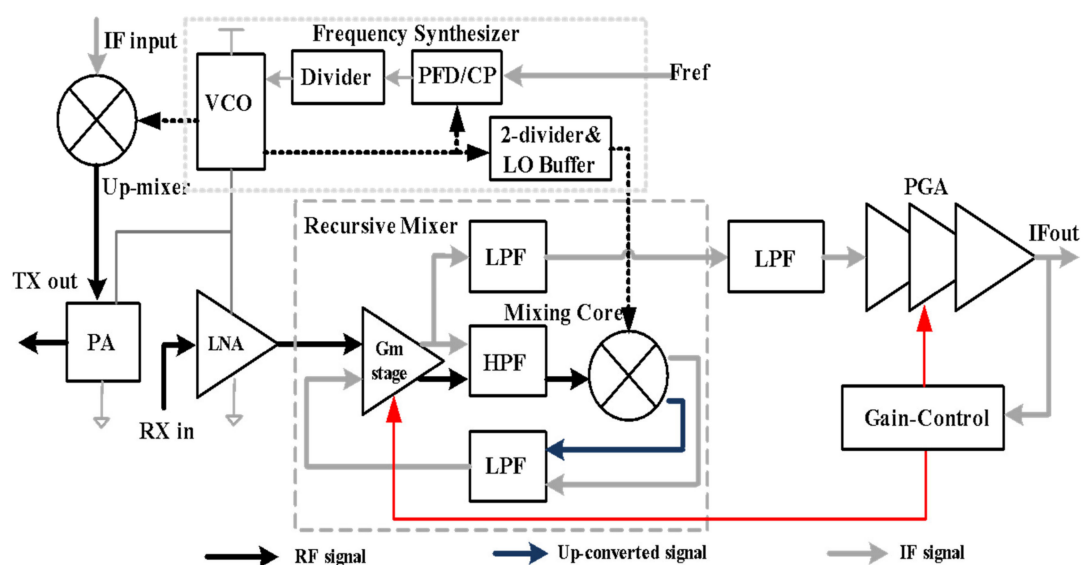 IF input
Frequency Synthesizer
VCO
Divider
PFD/CP
Fref
2-divider&
LO Buffer
Up-mixer
PGA
Recursive Mixer
LPF
LPF
IFout
TX out
Mixing Core
PA
LNA
Gm
stage
HPF
RX in
Gain-Control
LPF
RF signal
Up-converted signal
IF signal